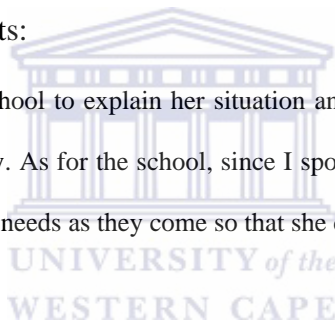 ts:
hool to explain her situation an
y. As for the school, since I spo
needs as they come so that she
UNIVERSITY of the
WESTERN CAPE